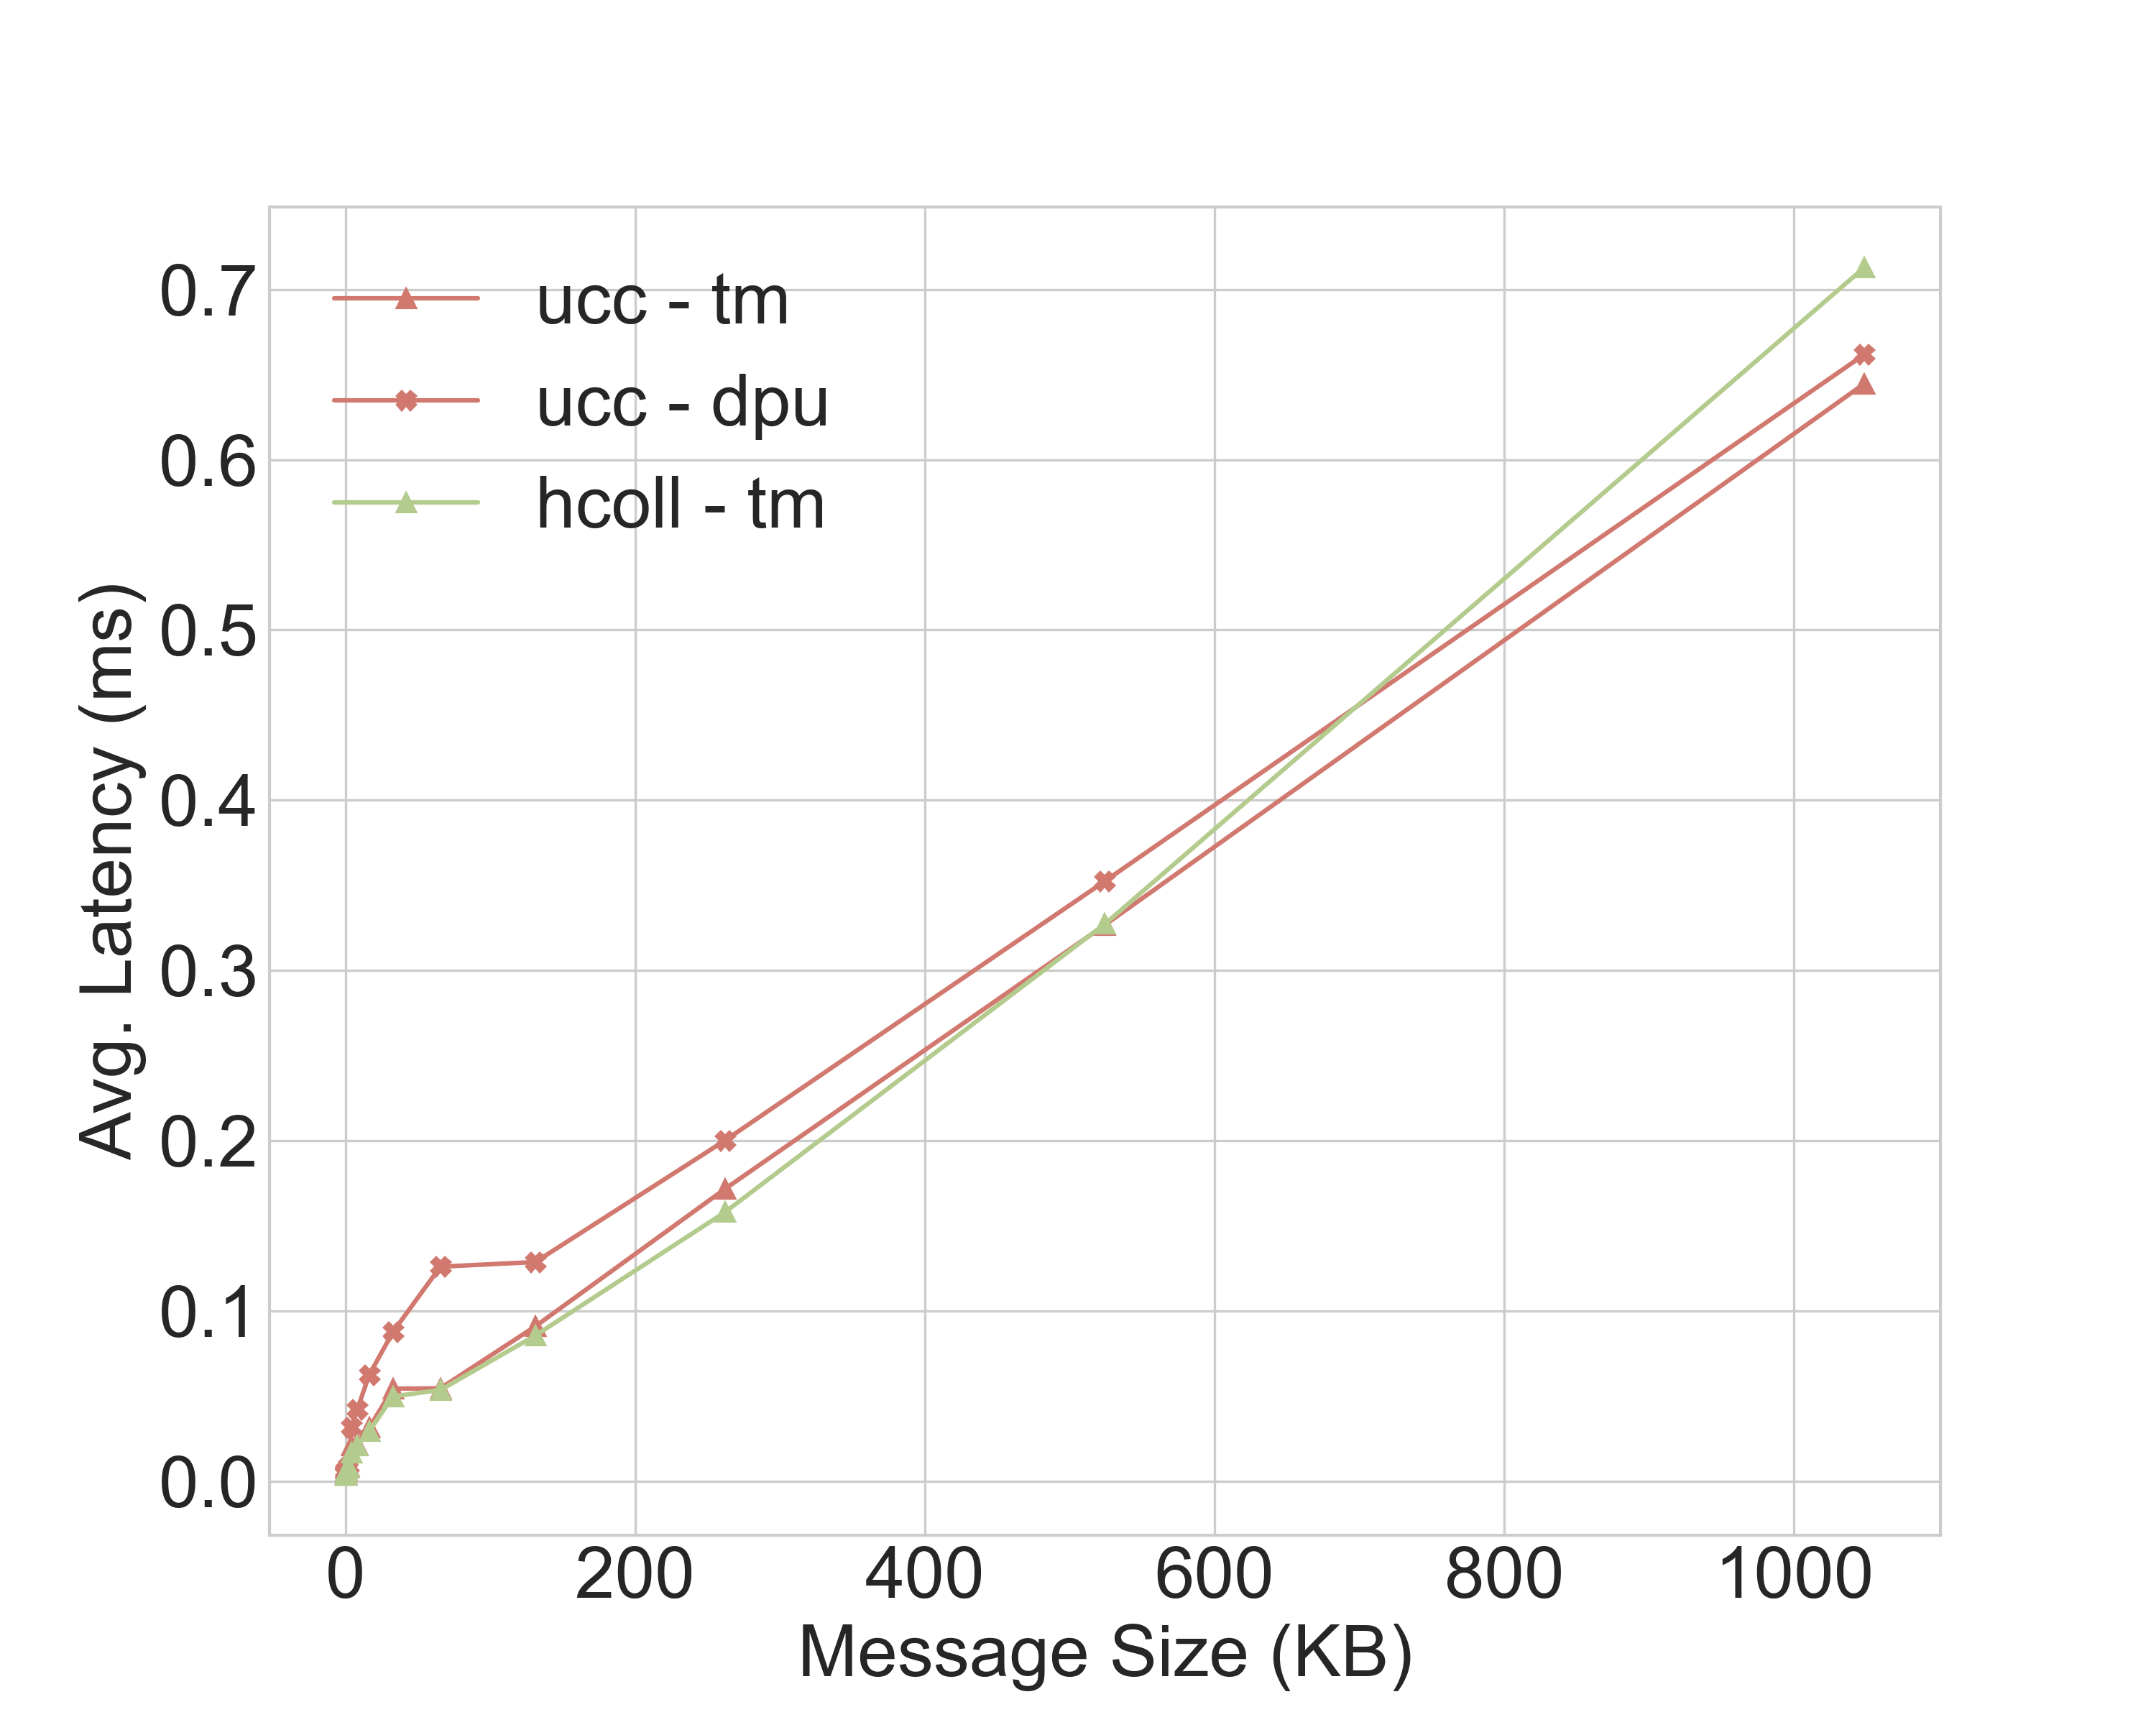 ucc - tm
ucc - dpu
hcoll - tm
Avg. Latency (ms)
0.7
0.6
0.5
0.4
0.3
0.2
0.1
0.0
0 200 400 600 800 1000
Message Size (KB)